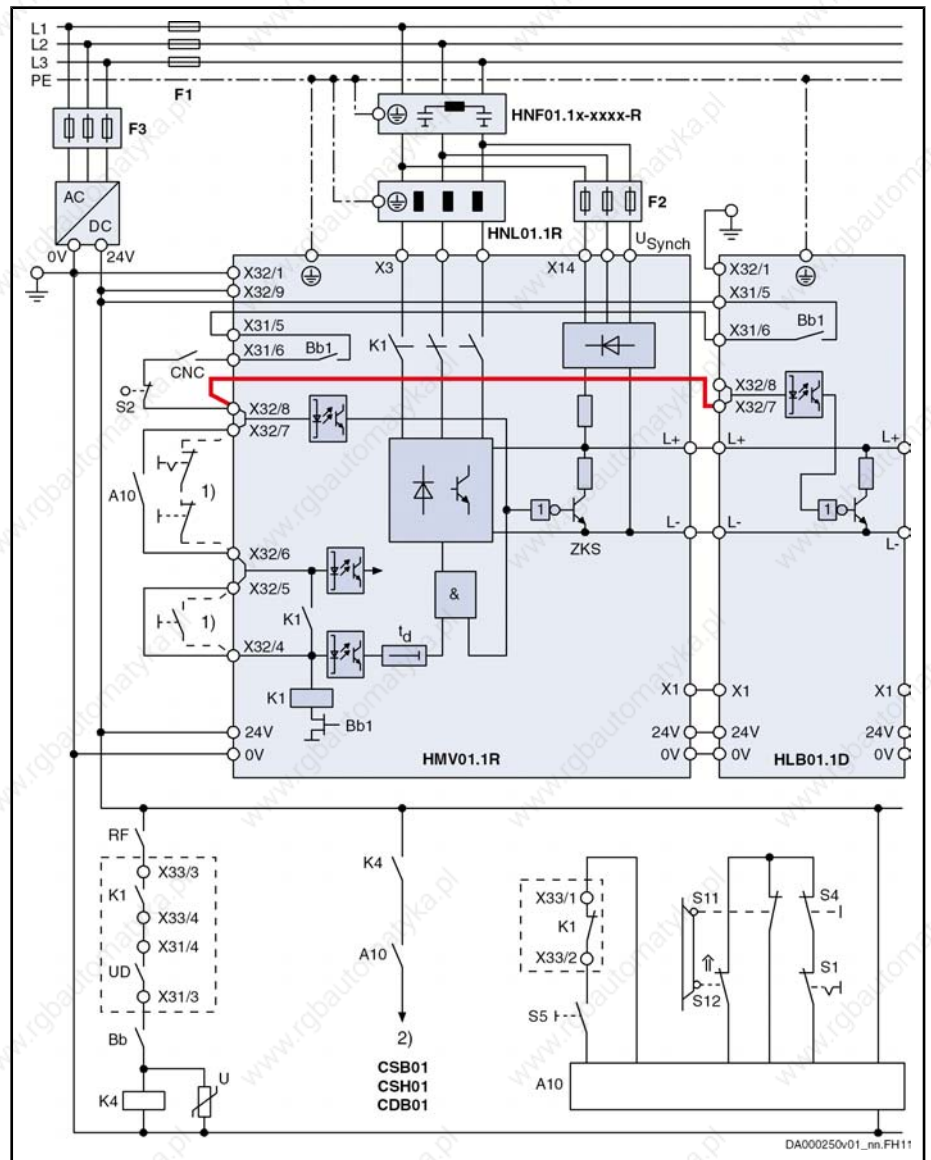 L1
L2
L3
PE
F1
F3
HNF01.1x-xxxx-R
AC
DC
0V
24V
HNL01.1R
F2
USynch
X3
X14
X32/1
X32/9
X31/5
X31/6
Bb1
K1
CNC
S2
X32/8
X32/7
A10
1)
X32/6
X32/5
1)
K1
X32/4
td
&
K1
Bb1
24V
0V
HMV01.1R
1
ZKS
L+
L-
X1
24V
0V
X32/1
X31/5
X31/6
Bb1
X32/8
X32/7
L+
L+
1
L-
L-
X1
X1
24V
24V
0V
0V
HLB01.1D
RF
X33/3
K1
X33/4
X31/4
UD
X31/3
Bb
K4
U
K4
A10
2)
CSB01
CSH01
CDB01
X33/1
K1
X33/2
S5
S11
S12
S4
S1
A10
DA000250v01_nn.FH11
www.rgbautomatyka.pl